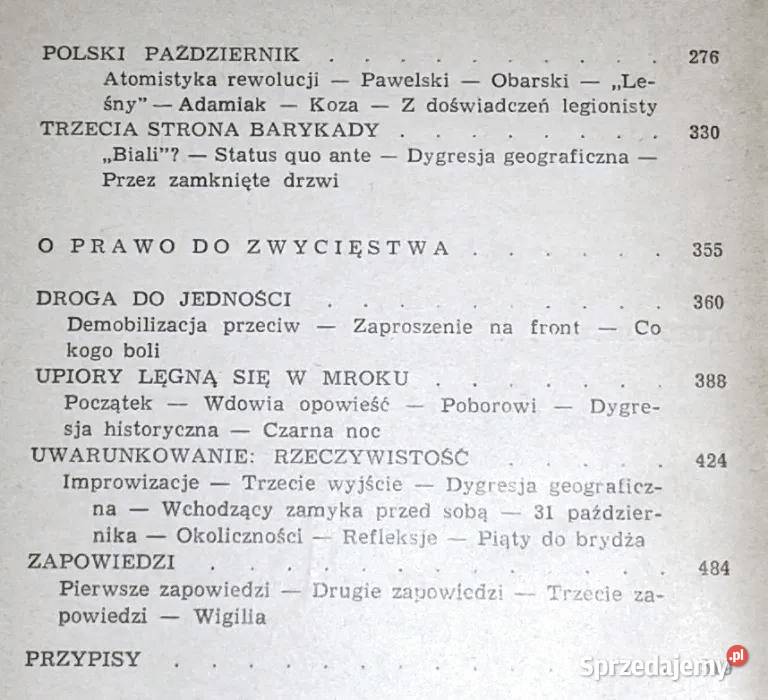 POLSKI PAŹDZIERNIK . . . . . . . . . . 276
Atomistyka rewolucji — Pawelski — Obarski — „Le-
śny” — Adamiak — Koza — Z doświadczeń legionisty
TRZECIA STRONA BARYKADY . . . . . . . . 330
„Biali”? — Status quo ante — Dygresja geograficzna —
Przez zamknięte drzwi
O PRAWO DO ZWYCIĘSTWA . . . . . . 355
DROGA DO JEDNOŚCI . . . . . . . . . . 360
Demobilizacja przeciw — Zaproszenie na front — Co
kogo boli
UPIORY LĘGNĄ SIĘ W MROKU . . . . . . . 388
Początek — Wdowia opowieść — Poborowi — Dygre-
sja historyczna — Czarna noc
UWARUNKOWANIE: RZECZYWISTOŚĆ . . . . . 424
Improwizacje — Trzecie wyjście — Dygresja geograficz-
na — Wchodzący zamyka przed sobą — 31 paździer-
nika — Okoliczności — Refleksje — Piąty do brydża
ZAPOWIEDZI . . . . . . . . . . . . . 484
Pierwsze zapowiedzi — Drugie zapowiedzi — Trzecie za-
powiedzi — Wigilia
PRZYPISY . . . . . . . . . . . . .
Sprzedajemy.pl